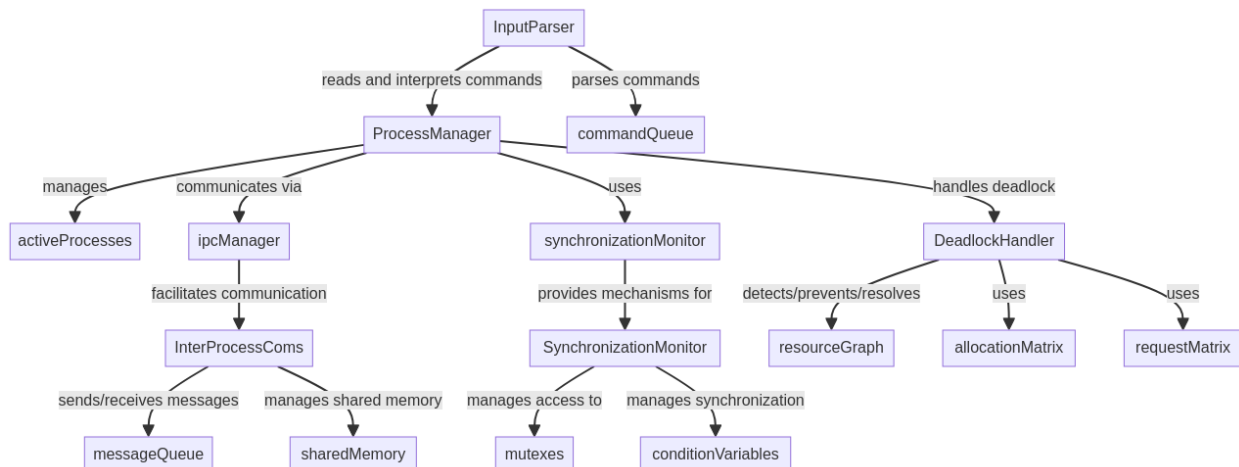 InputParser
reads and interprets commands
parses commands
ProcessManager
commandQueue
manages
communicates via
uses
handles deadlock
activeProcesses
ipcManager
synchronizationMonitor
DeadlockHandler
facilitates communication
provides mechanisms for
detects/prevents/resolves
uses
uses
InterProcessComs
SynchronizationMonitor
resourceGraph
allocationMatrix
requestMatrix
sends/receives messages
manages shared memory
manages access to
manages synchronization
messageQueue
sharedMemory
mutexes
conditionVariables